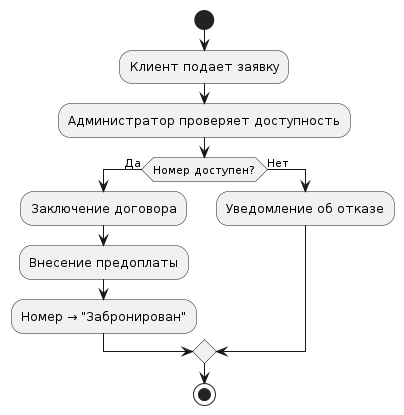 Клиент подает заявку
Администратор проверяет доступность
Номер доступен?
Да
Нет
Заключение договора
Уведомление об отказе
Внесение предоплаты
Номер → "Забронирован"